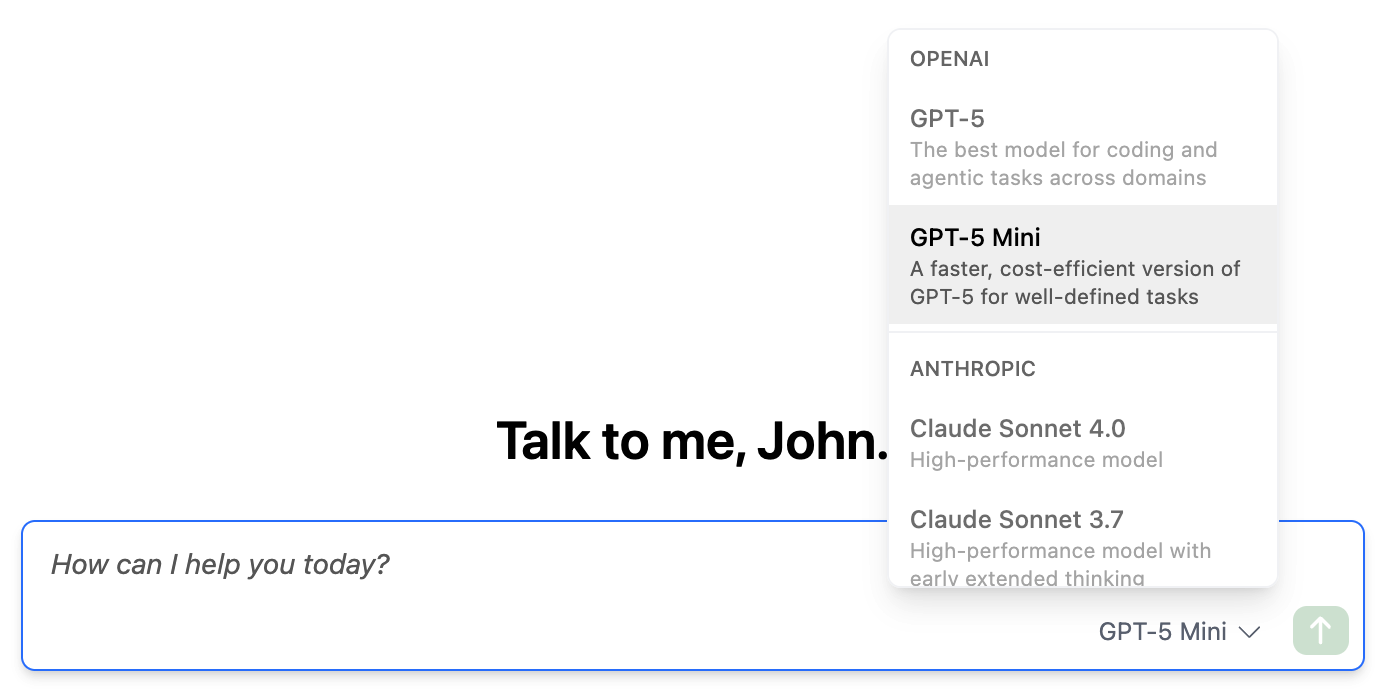 OPENAI
GPT-5
The best model for coding and
agentic tasks across domains
GPT-5 Mini
A faster, cost-efficient version of
GPT-5 for well-defined tasks
ANTHROPIC
Claude Sonnet 4.0
High-performance model
Claude Sonnet 3.7
High-performance model with
early extended thinking
Talk to me, John.
How can I help you today?
GPT-5 Mini